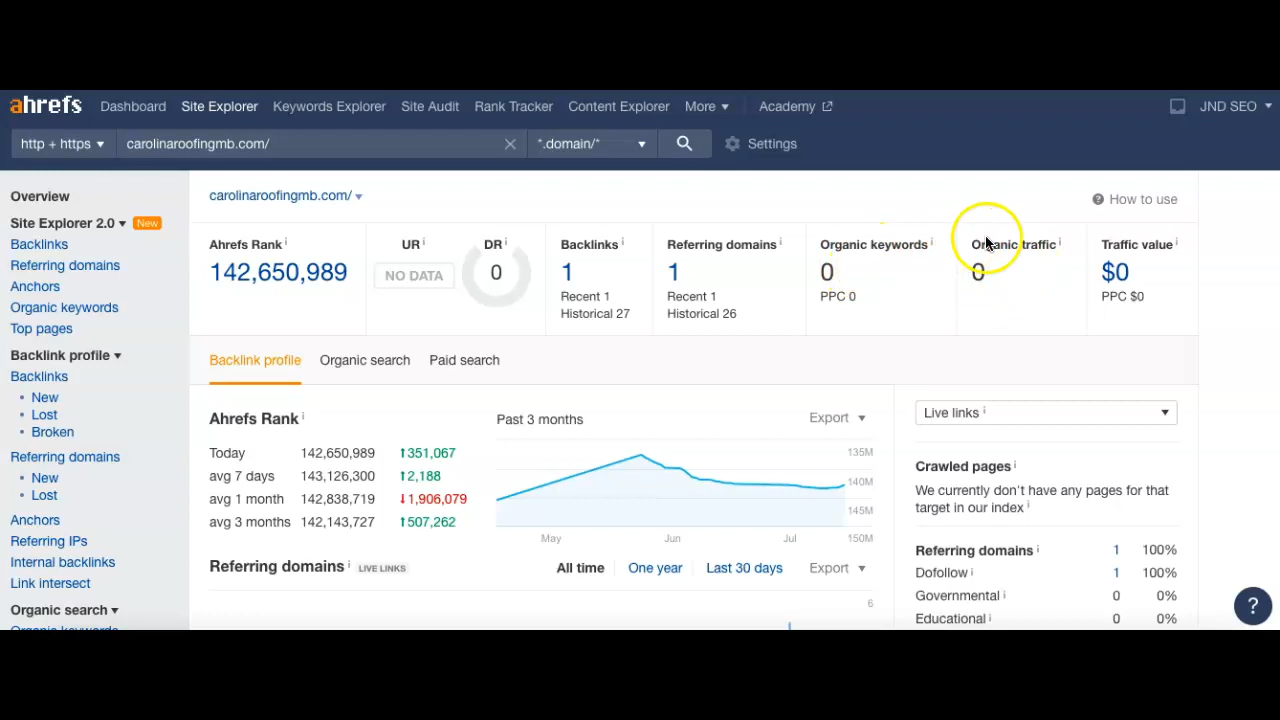 ahrefs Dashboard Site Explorer Keywords Explorer Site Audit Rank Tracker Content Explorer More Academy JND SEO
http + https carolinaroofingmb.com/ *.domain/* Settings
Overview
Site Explorer 2.0 New
Backlinks
Referring domains
Anchors
Organic keywords
Top pages
Backlink profile
Backlinks
• New
• Lost
• Broken
Referring domains
• New
• Lost
Anchors
Referring IPs
Internal backlinks
Link intersect
Organic search
Organic keywords
carolinaroofingmb.com/ How to use
Ahrefs Rank i UR i DR i Backlinks i Referring domains i Organic keywords i Organic traffic i Traffic value i
142,650,989 NO DATA 0 1 1 0 0 $0
Recent 1 Recent 1 PPC 0 PPC $0
Historical 27 Historical 26
Backlink profile Organic search Paid search
Ahrefs Rank i Past 3 months Export
Today 142,650,989 ↑351,067
avg 7 days 143,126,300 ↑2,188
avg 1 month 142,838,719 ↓1,906,079
avg 3 months 142,143,727 ↑507,262
135M
140M
145M
May Jun Jul 150M
Referring domains i LIVE LINKS All time One year Last 30 days Export
6
Live links i
Crawled pages i
We currently don't have any pages for that
target in our index i
Referring domains i 1 100%
Dofollow i 1 100%
Governmental i 0 0%
Educational i 0 0%
?